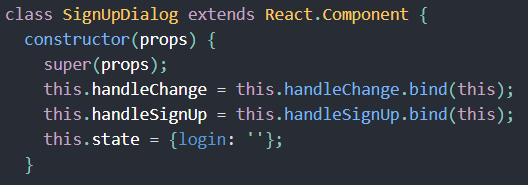 class SignUpDialog extends React.Component {
  constructor(props) {
    super(props);
    this.handleChange = this.handleChange.bind(this);
    this.handleSignUp = this.handleSignUp.bind(this);
    this.state = {login: ''};
  }